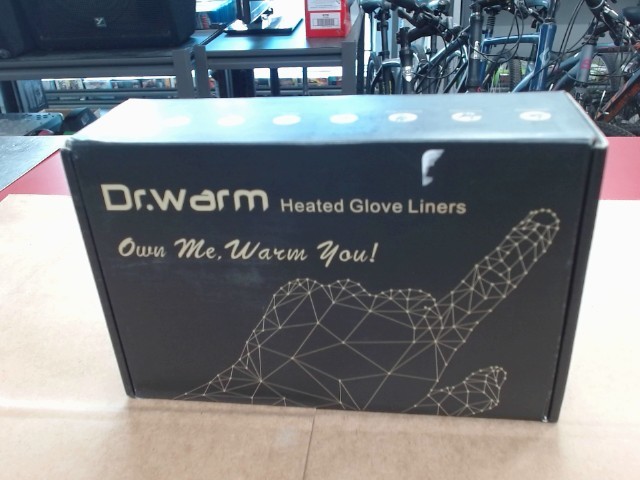 Dr.warm Heated Glove Liners
Own Me,Warm You!